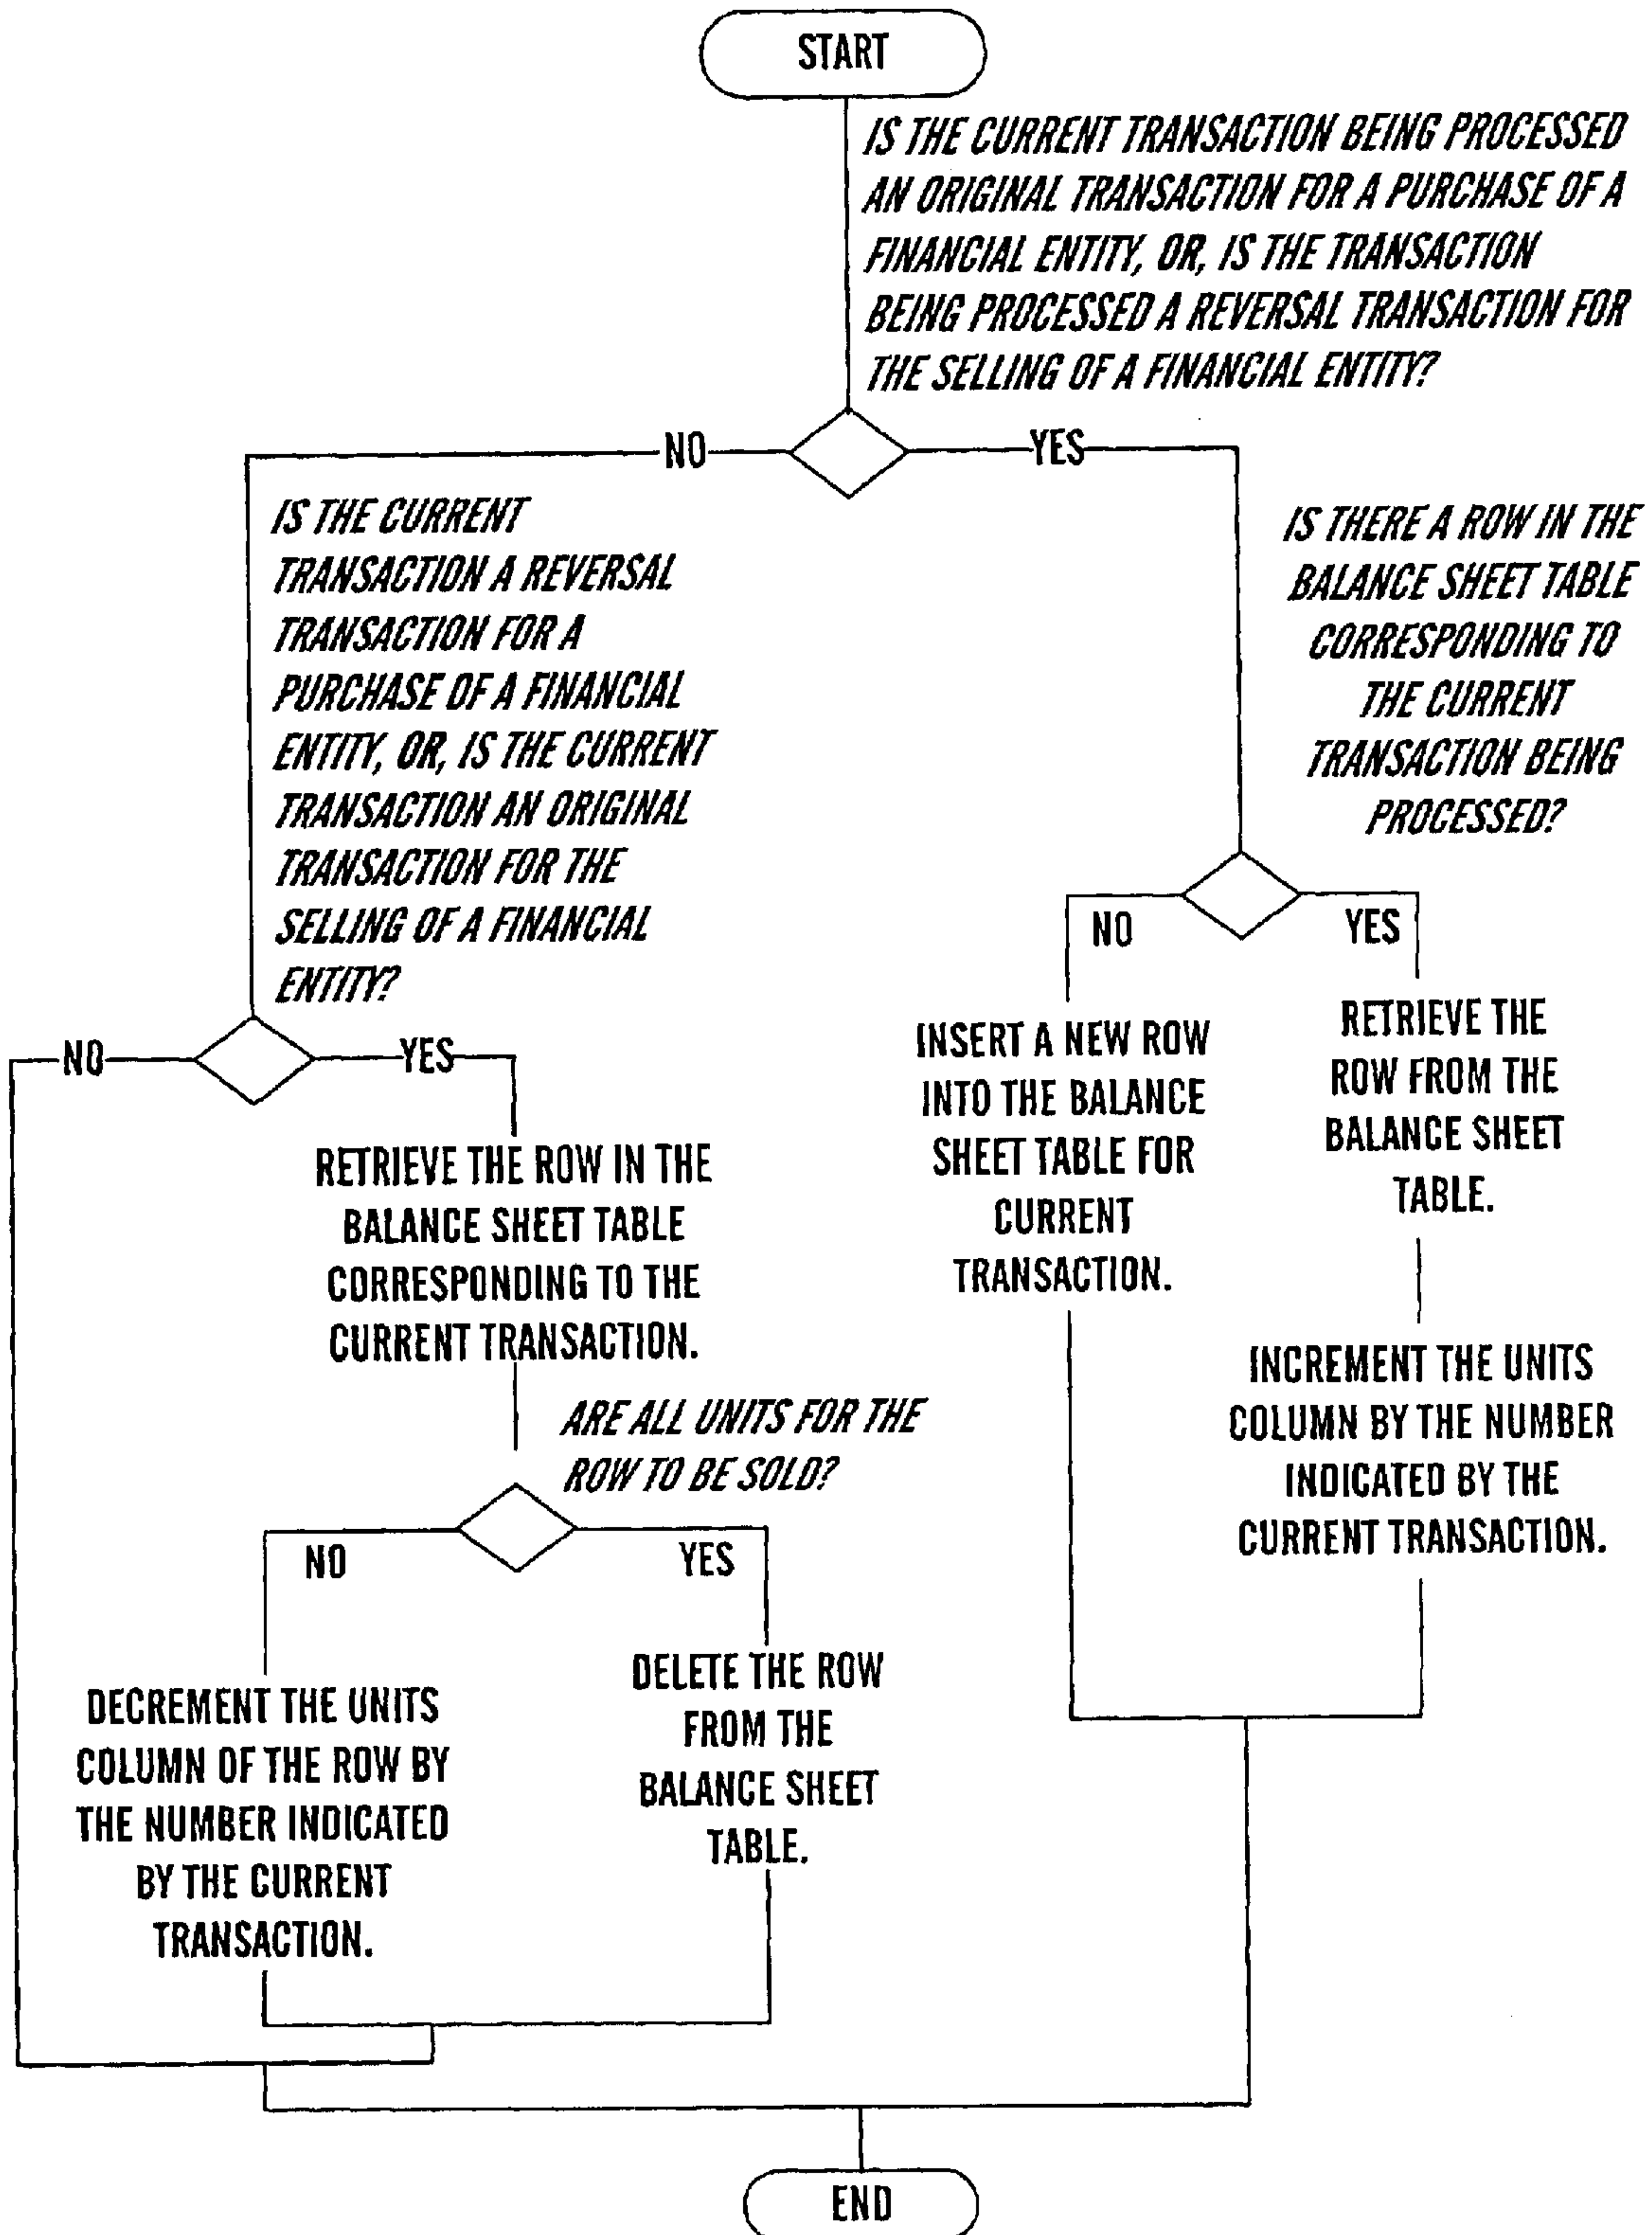 START
IS THE CURRENT TRANSACTION BEING PROCESSED
AN ORIGINAL TRANSACTION FOR A PURCHASE OF A
FINANCIAL ENTITY, OR, IS THE TRANSACTION
BEING PROCESSED A REVERSAL TRANSACTION FOR
THE SELLING OF A FINANCIAL ENTITY?
NO
YES
IS THE CURRENT
TRANSACTION A REVERSAL
TRANSACTION FOR A
PURCHASE OF A FINANCIAL
ENTITY, OR, IS THE CURRENT
TRANSACTION AN ORIGINAL
TRANSACTION FOR THE
SELLING OF A FINANCIAL
ENTITY?
IS THERE A ROW IN THE
BALANCE SHEET TABLE
CORRESPONDING TO
THE CURRENT
TRANSACTION BEING
PROCESSED?
NO
YES
INSERT A NEW ROW
INTO THE BALANCE
SHEET TABLE FOR
CURRENT
TRANSACTION.
RETRIEVE THE
ROW FROM THE
BALANCE SHEET
TABLE.
INCREMENT THE UNITS
COLUMN BY THE NUMBER
INDICATED BY THE
CURRENT TRANSACTION.
NO
YES
RETRIEVE THE ROW IN THE
BALANCE SHEET TABLE
CORRESPONDING TO THE
CURRENT TRANSACTION.
ARE ALL UNITS FOR THE
ROW TO BE SOLD?
NO
YES
DECREMENT THE UNITS
COLUMN OF THE ROW BY
THE NUMBER INDICATED
BY THE CURRENT
TRANSACTION.
DELETE THE ROW
FROM THE
BALANCE SHEET
TABLE.
END